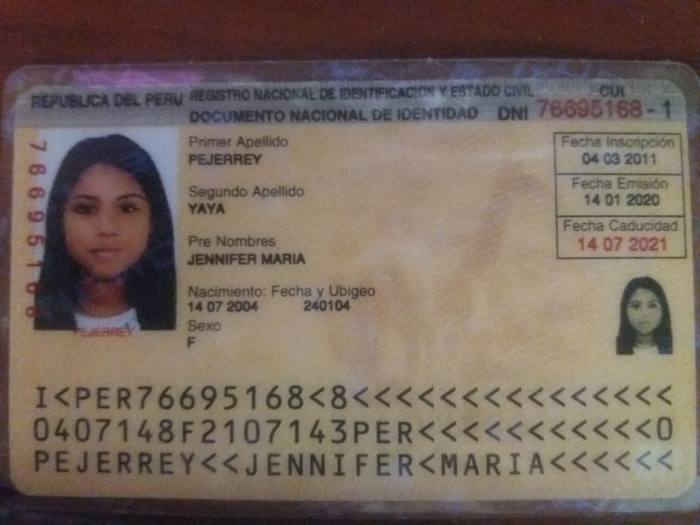 REPUBLICA DEL PERU REGISTRO NACIONAL DE IDENTIFICACION Y ESTADO CIVIL CUI
DOCUMENTO NACIONAL DE IDENTIDAD DNI 76695168 - 1
76695168
Primer Apellido
PEJERREY
Segundo Apellido
YAYA
Pre Nombres
JENNIFER MARIA
Nacimiento: Fecha y Ubigeo
14 07 2004 240104
Sexo
F
Fecha Inscripción
04 03 2011
Fecha Emisión
14 01 2020
Fecha Caducidad
14 07 2021
PEJERREY
I<PER76695168<8<<<<<<<<<<<<<<<
0407148F2107143PER<<<<<<<<<<<0
PEJERREY<<JENNIFER<MARIA<<<<<<